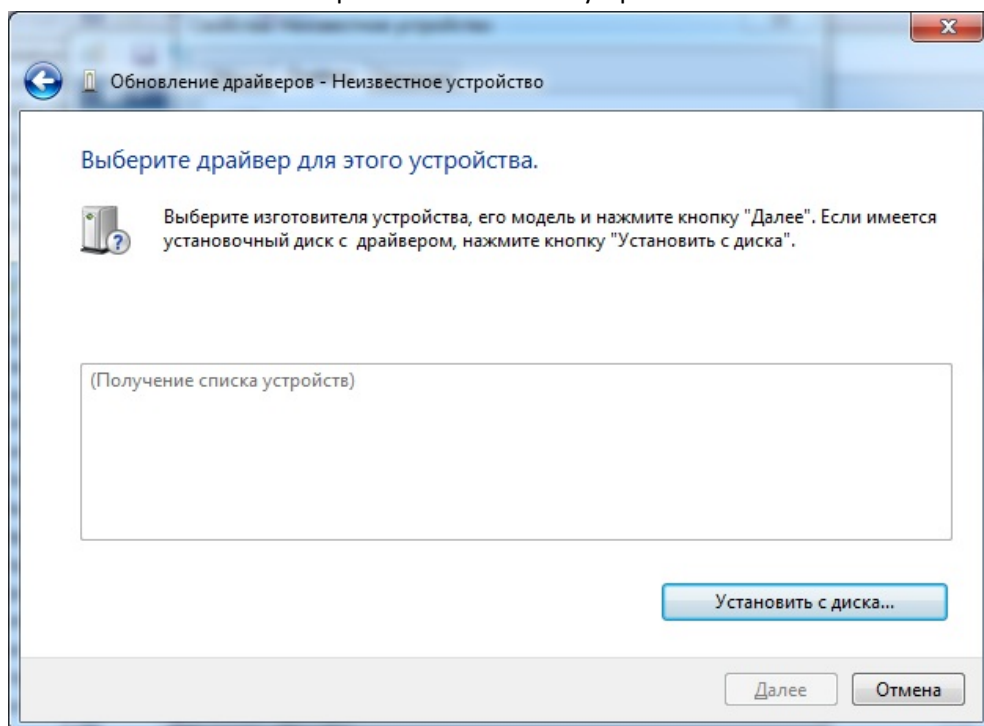 Обновление драйверов - Неизвестное устройство
Выберите драйвер для этого устройства.
Выберите изготовителя устройства, его модель и нажмите кнопку "Далее". Если имеется
установочный диск с драйвером, нажмите кнопку "Установить с диска".
(Получение списка устройств)
Установить с диска...
Далее
Отмена